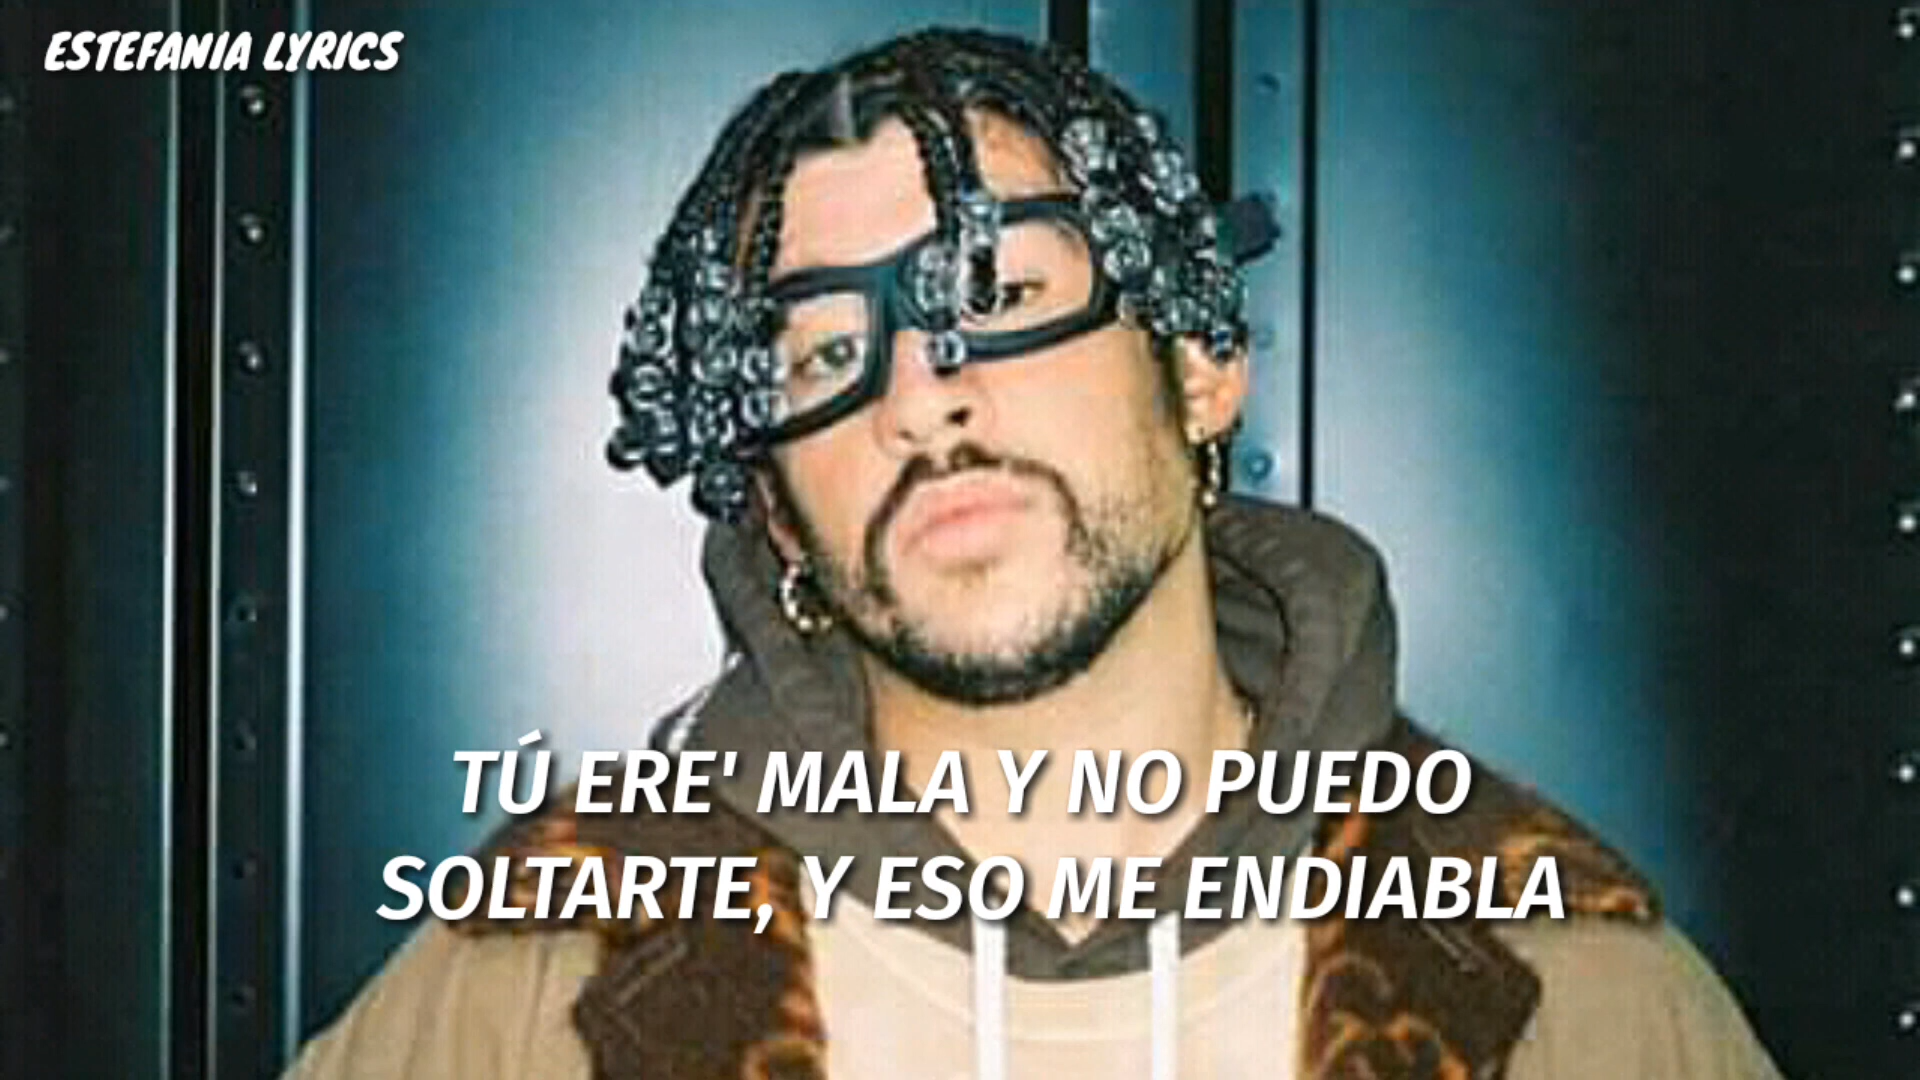 ESTEFANIA LYRICS
TÚ ERE' MALA Y NO PUEDO
SOLTARTE, Y ESO ME ENDIABLA